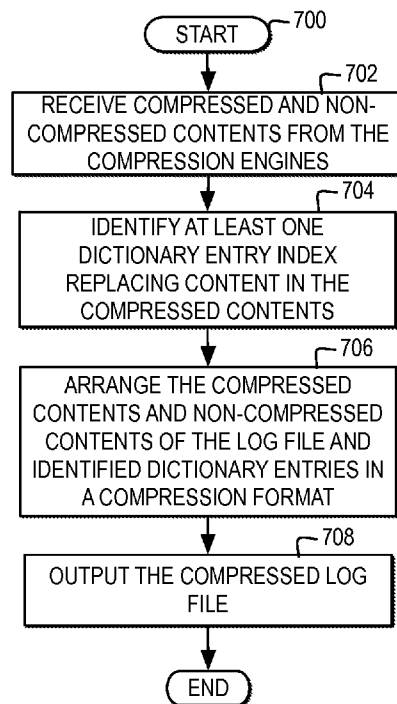 START
700
702
RECEIVE COMPRESSED AND NON-
COMPRESSED CONTENTS FROM THE
COMPRESSION ENGINES
704
IDENTIFY AT LEAST ONE
DICTIONARY ENTRY INDEX
REPLACING CONTENT IN THE
COMPRESSED CONTENTS
706
ARRANGE THE COMPRESSED
CONTENTS AND NON-COMPRESSED
CONTENTS OF THE LOG FILE AND
IDENTIFIED DICTIONARY ENTRIES IN
A COMPRESSION FORMAT
708
OUTPUT THE COMPRESSED LOG
FILE
END